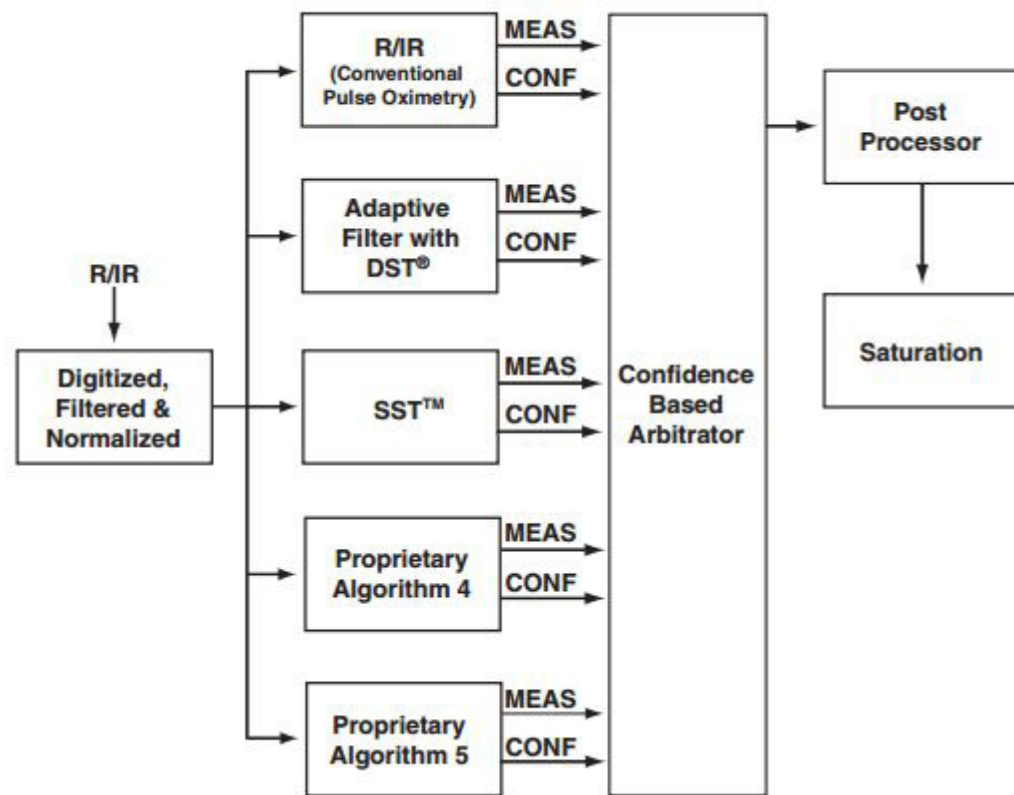 R/IR
Digitized,
Filtered &
Normalized
R/IR
(Conventional
Pulse Oximetry)
MEAS
CONF
Adaptive
Filter with
DST®
MEAS
CONF
SST™
MEAS
CONF
Proprietary
Algorithm 4
MEAS
CONF
Proprietary
Algorithm 5
MEAS
CONF
Confidence
Based
Arbitrator
Post
Processor
Saturation